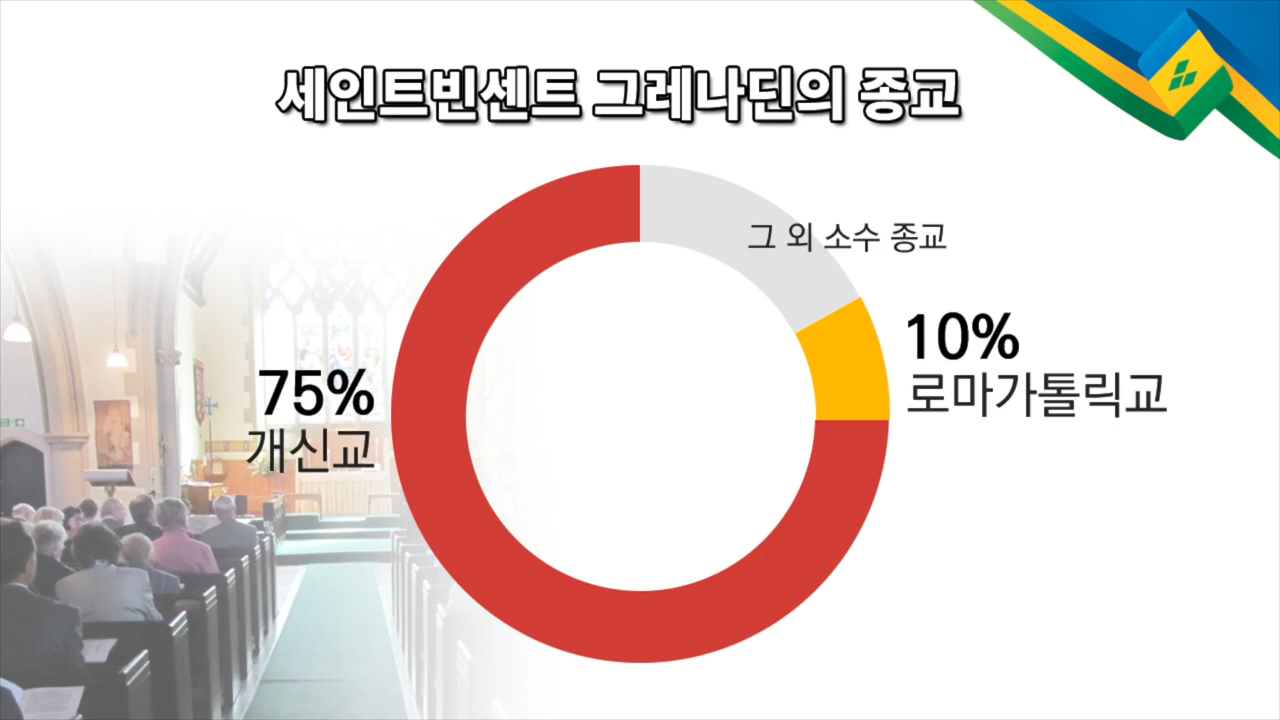 세인트빈센트 그레나딘의 종교
그 외 소수 종교
10%
로마가톨릭교
75%
개신교